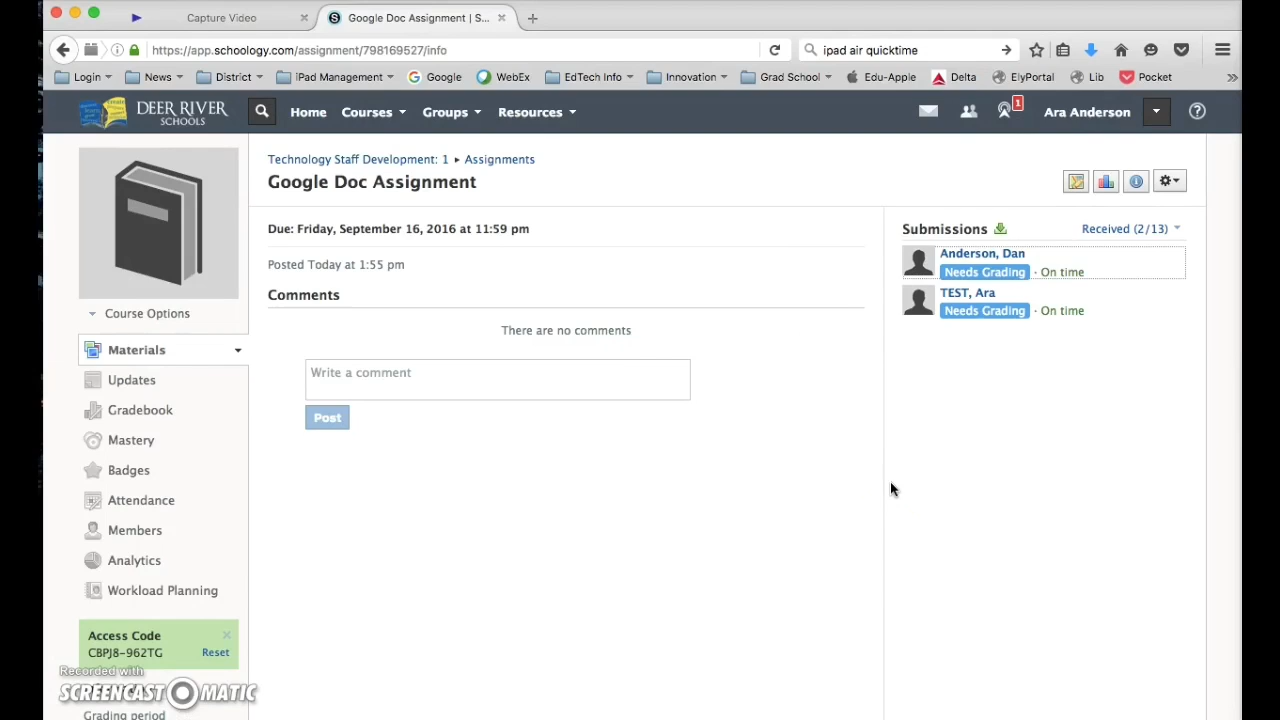 Capture Video
Google Doc Assignment | S...
https://app.schoology.com/assignment/798169527/info
ipad air quicktime
Login
News
District
iPad Management
Google
WebEx
EdTech Info
Innovation
Grad School
Edu-Apple
Delta
ElyPortal
Lib
Pocket
DEER RIVER
SCHOOLS
Home
Courses
Groups
Resources
1
Ara Anderson
Technology Staff Development: 1 ▸ Assignments
Google Doc Assignment
Due: Friday, September 16, 2016 at 11:59 pm
Posted Today at 1:55 pm
Comments
There are no comments
Write a comment
Post
Submissions
Received (2/13)
Anderson, Dan
Needs Grading · On time
TEST, Ara
Needs Grading · On time
Course Options
Materials
Updates
Gradebook
Mastery
Badges
Attendance
Members
Analytics
Workload Planning
Access Code
CBPJ8-962TG
Reset
Recorded with
SCREENCAST-O-MATIC
Grading period